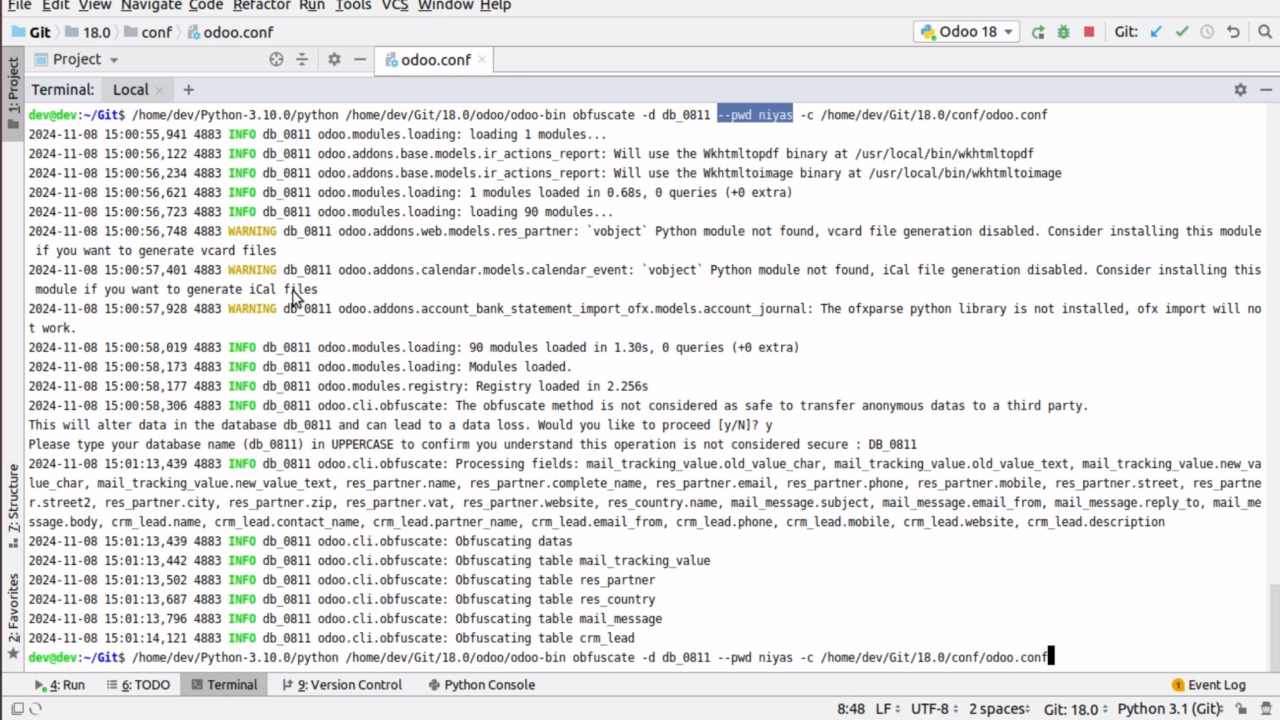 File Edit View Navigate Code Refactor Run Tools VCS Window Help
Git 18.0 conf odoo.conf Odoo 18 Git:
1: Project Project odoo.conf
Terminal: Local +
dev@dev:~/Git$ /home/dev/Python-3.10.0/python /home/dev/Git/18.0/odoo/odoo-bin obfuscate -d db_0811 --pwd niyas -c /home/dev/Git/18.0/conf/odoo.conf
2024-11-08 15:00:55,941 4883 INFO db_0811 odoo.modules.loading: loading 1 modules...
2024-11-08 15:00:56,122 4883 INFO db_0811 odoo.addons.base.models.ir_actions_report: Will use the Wkhtmltopdf binary at /usr/local/bin/wkhtmltopdf
2024-11-08 15:00:56,234 4883 INFO db_0811 odoo.addons.base.models.ir_actions_report: Will use the Wkhtmltoimage binary at /usr/local/bin/wkhtmltoimage
2024-11-08 15:00:56,621 4883 INFO db_0811 odoo.modules.loading: 1 modules loaded in 0.68s, 0 queries (+0 extra)
2024-11-08 15:00:56,723 4883 INFO db_0811 odoo.modules.loading: loading 90 modules...
2024-11-08 15:00:56,748 4883 WARNING db_0811 odoo.addons.web.models.res_partner: `vobject` Python module not found, vcard file generation disabled. Consider installing this module
if you want to generate vcard files
2024-11-08 15:00:57,401 4883 WARNING db_0811 odoo.addons.calendar.models.calendar_event: `vobject` Python module not found, iCal file generation disabled. Consider installing this
module if you want to generate iCal files
2024-11-08 15:00:57,928 4883 WARNING db_0811 odoo.addons.account_bank_statement_import_ofx.models.account_journal: The ofxparse python library is not installed, ofx import will no
t work.
2024-11-08 15:00:58,019 4883 INFO db_0811 odoo.modules.loading: 90 modules loaded in 1.30s, 0 queries (+0 extra)
2024-11-08 15:00:58,173 4883 INFO db_0811 odoo.modules.loading: Modules loaded.
2024-11-08 15:00:58,177 4883 INFO db_0811 odoo.modules.registry: Registry loaded in 2.256s
2024-11-08 15:00:58,306 4883 INFO db_0811 odoo.cli.obfuscate: The obfuscate method is not considered as safe to transfer anonymous datas to a third party.
This will alter data in the database db_0811 and can lead to a data loss. Would you like to proceed [y/N]? y
Please type your database name (db_0811) in UPPERCASE to confirm you understand this operation is not considered secure : DB_0811
2024-11-08 15:01:13,439 4883 INFO db_0811 odoo.cli.obfuscate: Processing fields: mail_tracking_value.old_value_char, mail_tracking_value.old_value_text, mail_tracking_value.new_va
lue_char, mail_tracking_value.new_value_text, res_partner.name, res_partner.complete_name, res_partner.email, res_partner.phone, res_partner.mobile, res_partner.street, res_partne
r.street2, res_partner.city, res_partner.zip, res_partner.vat, res_partner.website, res_country.name, mail_message.subject, mail_message.email_from, mail_message.reply_to, mail_me
ssage.body, crm_lead.name, crm_lead.contact_name, crm_lead.partner_name, crm_lead.email_from, crm_lead.phone, crm_lead.mobile, crm_lead.website, crm_lead.description
2024-11-08 15:01:13,439 4883 INFO db_0811 odoo.cli.obfuscate: Obfuscating datas
2024-11-08 15:01:13,442 4883 INFO db_0811 odoo.cli.obfuscate: Obfuscating table mail_tracking_value
2024-11-08 15:01:13,502 4883 INFO db_0811 odoo.cli.obfuscate: Obfuscating table res_partner
2024-11-08 15:01:13,687 4883 INFO db_0811 odoo.cli.obfuscate: Obfuscating table res_country
2024-11-08 15:01:13,796 4883 INFO db_0811 odoo.cli.obfuscate: Obfuscating table mail_message
2024-11-08 15:01:14,121 4883 INFO db_0811 odoo.cli.obfuscate: Obfuscating table crm_lead
dev@dev:~/Git$ /home/dev/Python-3.10.0/python /home/dev/Git/18.0/odoo/odoo-bin obfuscate -d db_0811 --pwd niyas -c /home/dev/Git/18.0/conf/odoo.conf
7: Structure
2: Favorites
4: Run 6: TODO Terminal 9: Version Control Python Console 1 Event Log
8:48 LF UTF-8 2 spaces Git: 18.0 Python 3.1 (Git)